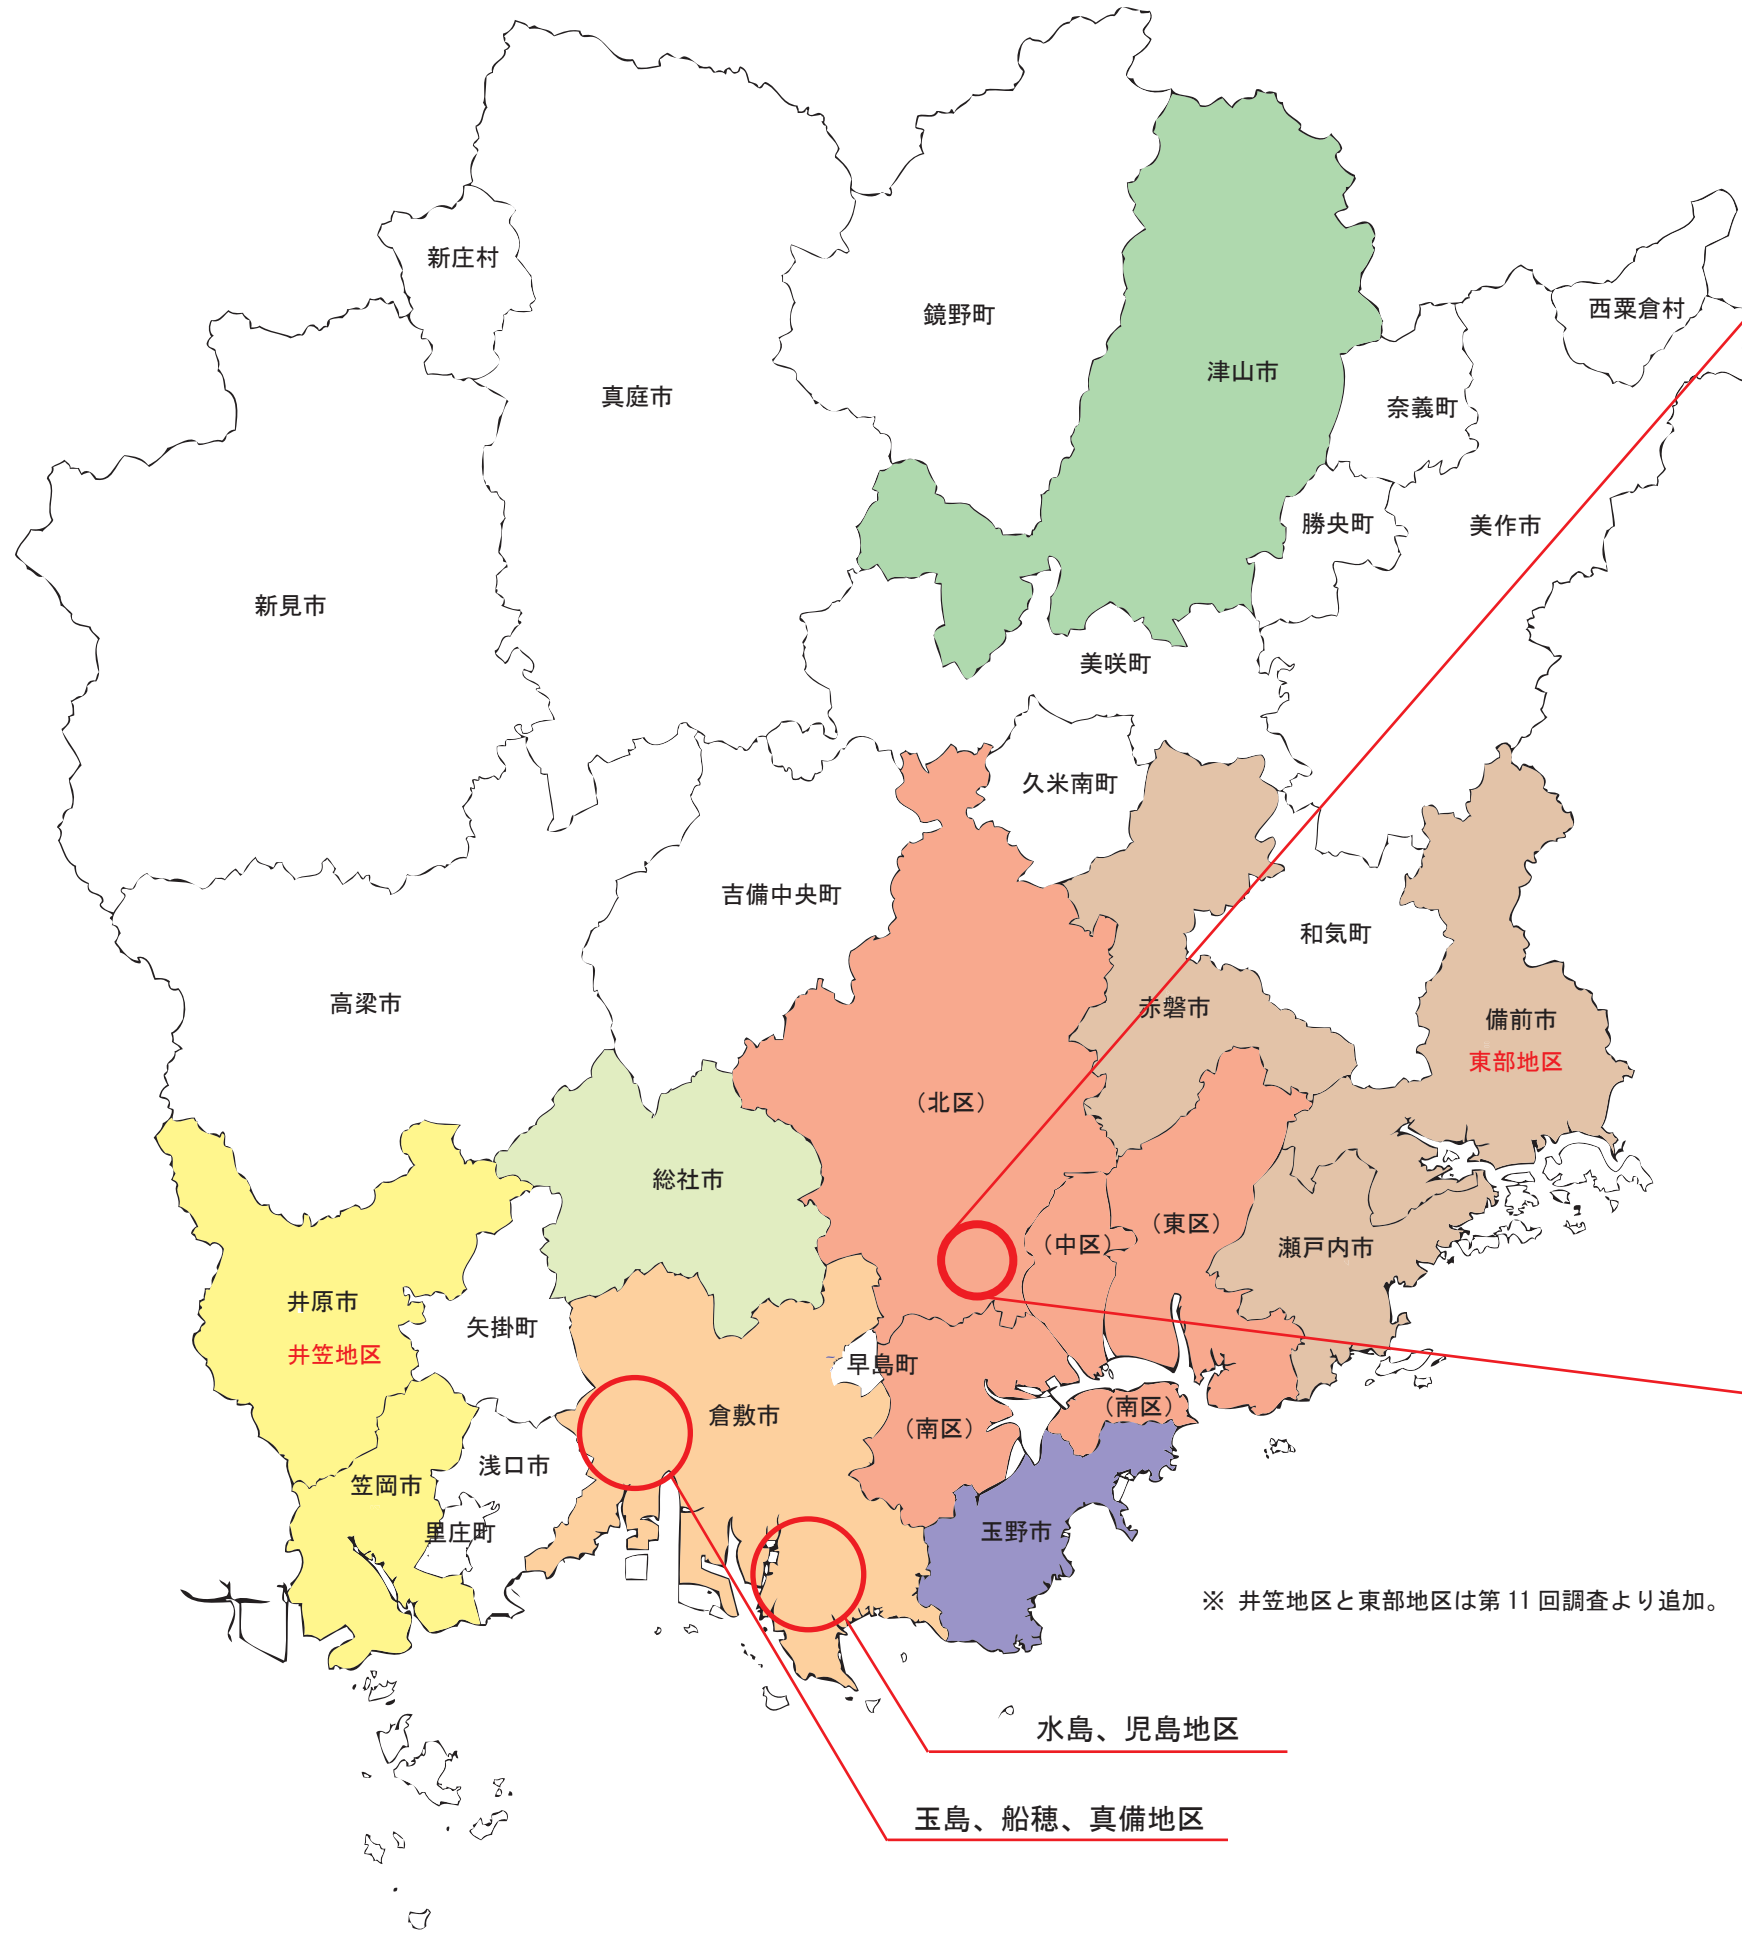 新庄村
西粟倉村
鏡野町
津山市
真庭市
奈義町
勝央町
美作市
新見市
美咲町
久米南町
吉備中央町
和気町
高梁市
赤磐市
備前市
東部地区
（北区）
総社市
（東区）
（中区）
瀬戸内市
井原市
矢掛町
井笠地区
早島町
（南区）
倉敷市
（南区）
浅口市
笠岡市
里庄町
玉野市
※ 井笠地区と東部地区は第 11 回調査より追加。
水島、児島地区
玉島、船穂、真備地区